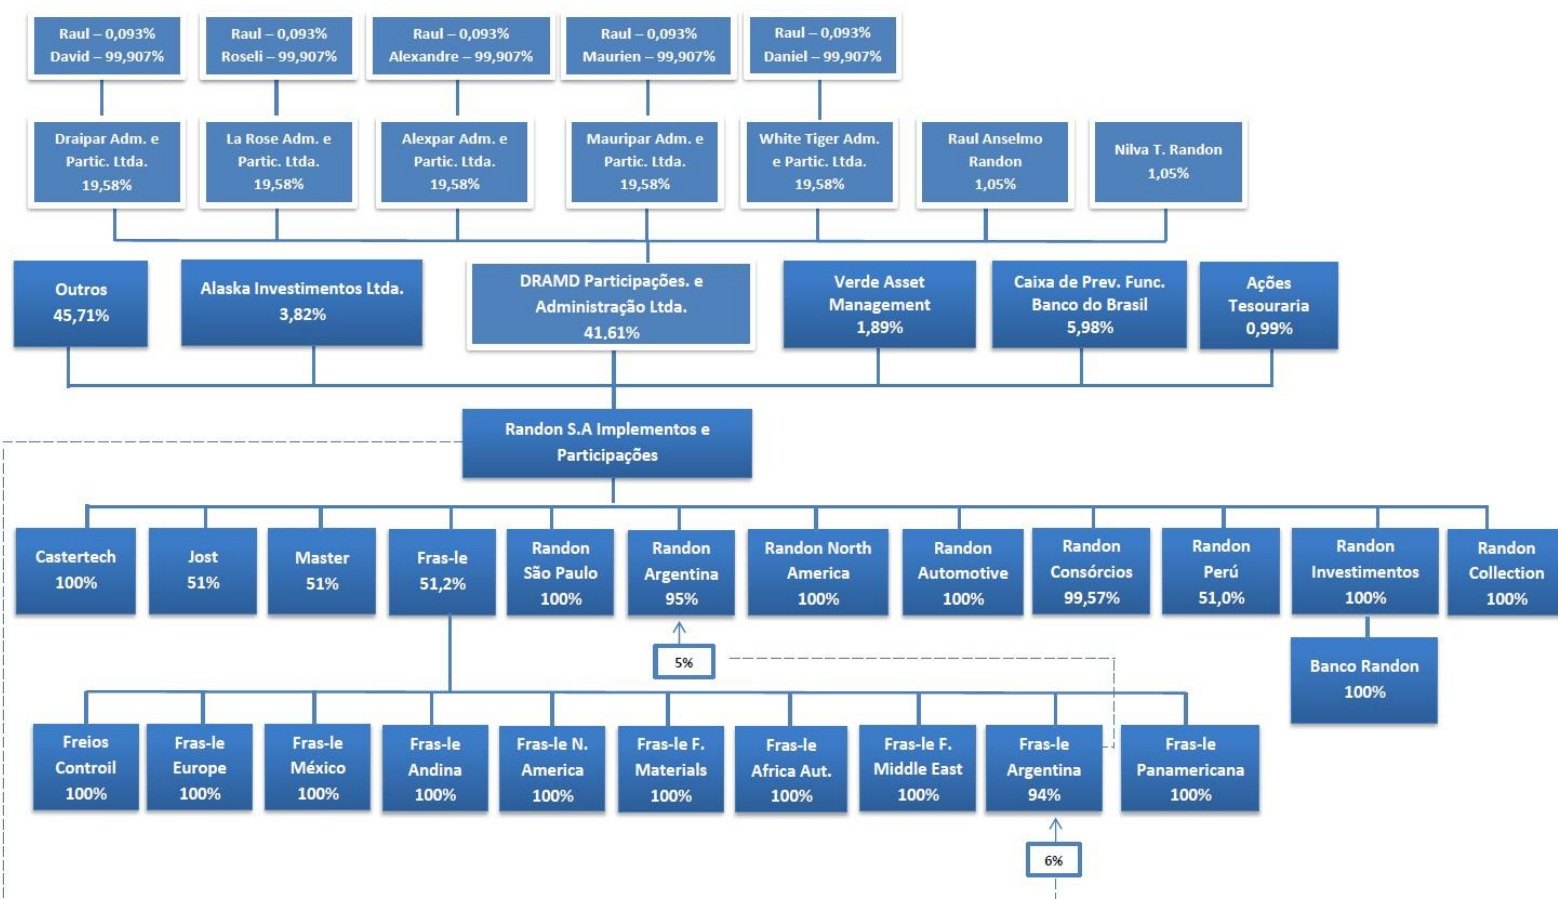 Raul – 0,093%
David – 99,907%
Raul – 0,093%
Roseli – 99,907%
Raul – 0,093%
Alexandre – 99,907%
Raul – 0,093%
Maurien – 99,907%
Raul – 0,093%
Daniel – 99,907%
Draipar Adm. e
Partic. Ltda.
19,58%
La Rose Adm. e
Partic. Ltda.
19,58%
Alexpar Adm. e
Partic. Ltda.
19,58%
Mauripar Adm. e
Partic. Ltda.
19,58%
White Tiger Adm.
e Partic. Ltda.
19,58%
Raul Anselmo
Randon
1,05%
Nilva T. Randon
1,05%
Outros
45,71%
Alaska Investimentos Ltda.
3,82%
DRAMD Participações. e
Administração Ltda.
41,61%
Verde Asset
Management
1,89%
Caixa de Prev. Func.
Banco do Brasil
5,98%
Ações
Tesouraria
0,99%
Randon S.A Implementos e
Participações
Castertech
100%
Jost
51%
Master
51%
Fras-le
51,2%
Randon
São Paulo
100%
Randon
Argentina
95%
Randon North
America
100%
Randon
Automotive
100%
Randon
Consórcios
99,57%
Randon
Perú
51,0%
Randon
Investimentos
100%
Randon
Collection
100%
5%
Banco Randon
100%
Freios
Controil
100%
Fras-le
Europe
100%
Fras-le
México
100%
Fras-le
Andina
100%
Fras-le N.
America
100%
Fras-le F.
Materials
100%
Fras-le
Africa Aut.
100%
Fras-le F.
Middle East
100%
Fras-le
Argentina
94%
Fras-le
Panamericana
100%
6%